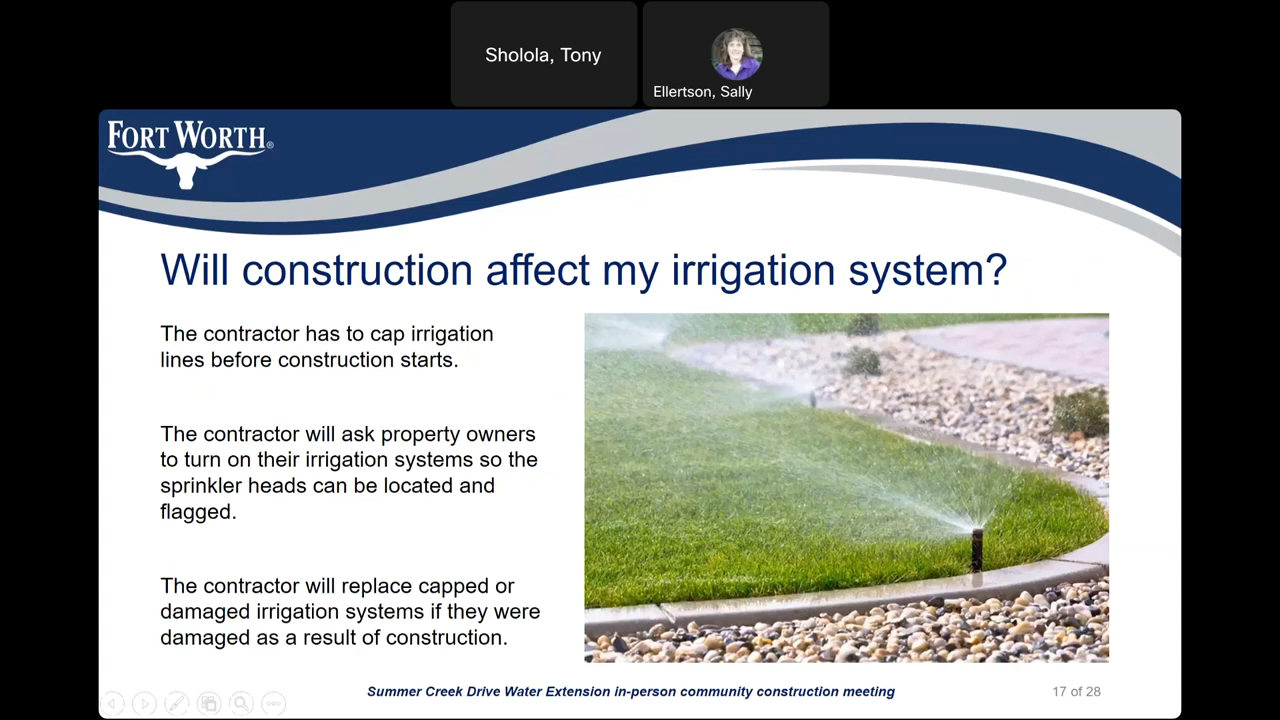 Sholola, Tony
Ellertson, Sally
FORT WORTH®
Will construction affect my irrigation system?
The contractor has to cap irrigation
lines before construction starts.
The contractor will ask property owners
to turn on their irrigation systems so the
sprinkler heads can be located and
flagged.
The contractor will replace capped or
damaged irrigation systems if they were
damaged as a result of construction.
Summer Creek Drive Water Extension in-person community construction meeting
17 of 28